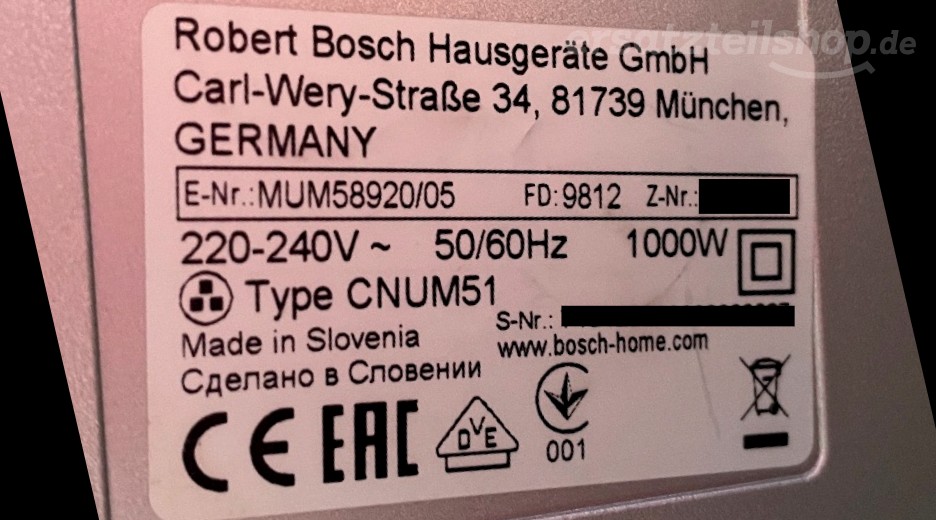 ersatzteilshop.de
Robert Bosch Hausgeräte GmbH
Carl-Wery-Straße 34, 81739 München,
GERMANY
E-Nr.: MUM58920/05 FD: 9812 Z-Nr.:
220-240V ~ 50/60Hz 1000W
Type CNUM51
S-Nr.:
Made in Slovenia www.bosch-home.com
Сделано в Словении
CE EAC DVE 001